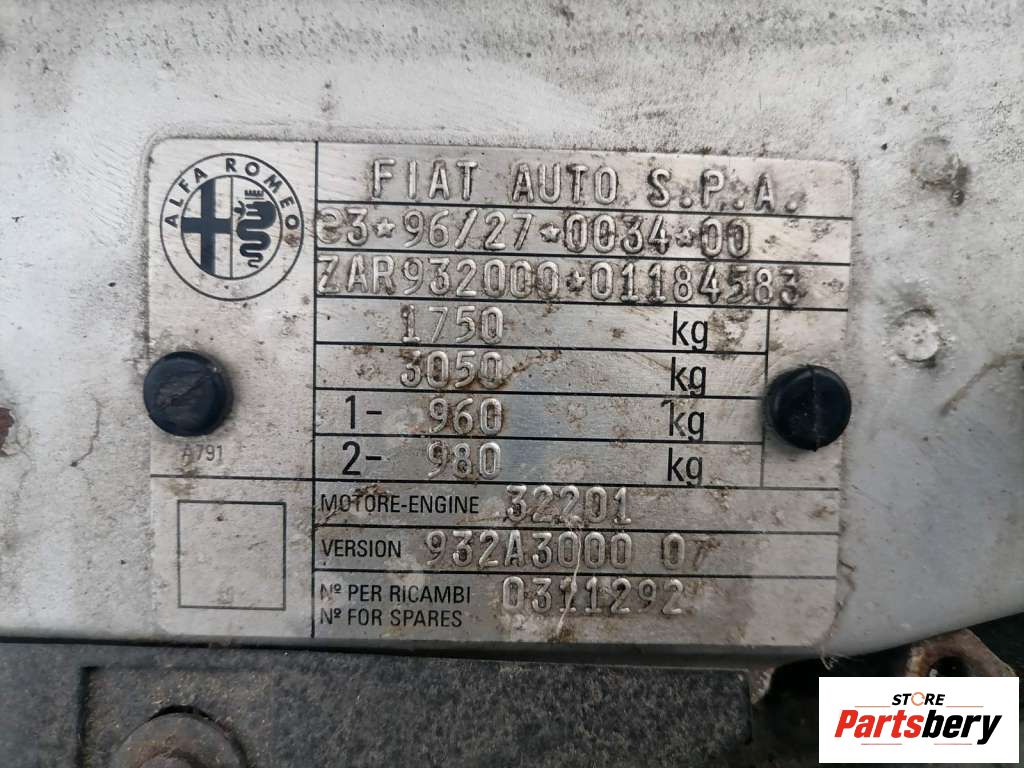 ALFA ROMEO
FIAT AUTO S.P.A.
e3*96/27*0034*00
ZAR932000*01184583
1750 kg
3050 kg
1- 960 kg
2- 980 kg
A791
MOTORE-ENGINE 32201
VERSION 932A3000 07
Nº PER RICAMBI 0311292
Nº FOR SPARES
STORE
Partsbery